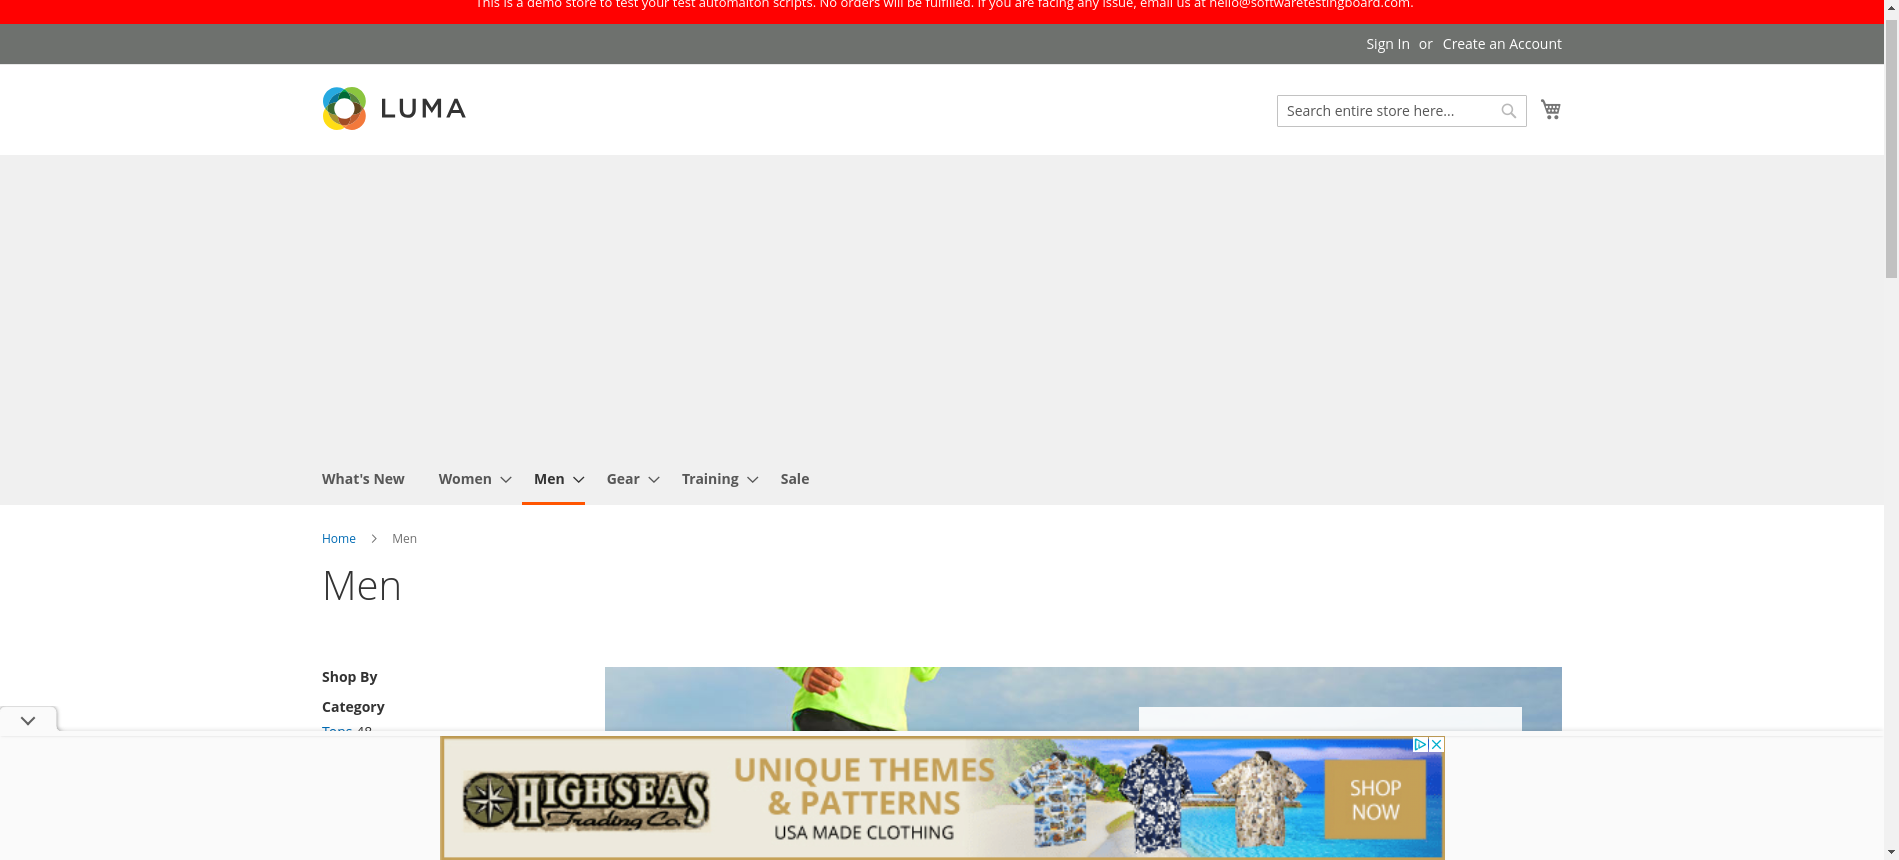 This is a demo store to test your test automaiton scripts. No orders will be fulfilled. If you are facing any issue, email us at hello@softwaretestingboard.com.
Sign In or Create an Account
LUMA
Search entire store here...
What's New Women Men Gear Training Sale
Home > Men
Men
Shop By
Category
Tops 48
HIGH SEAS
Trading Co.
UNIQUE THEMES
& PATTERNS
USA MADE CLOTHING
SHOP
NOW